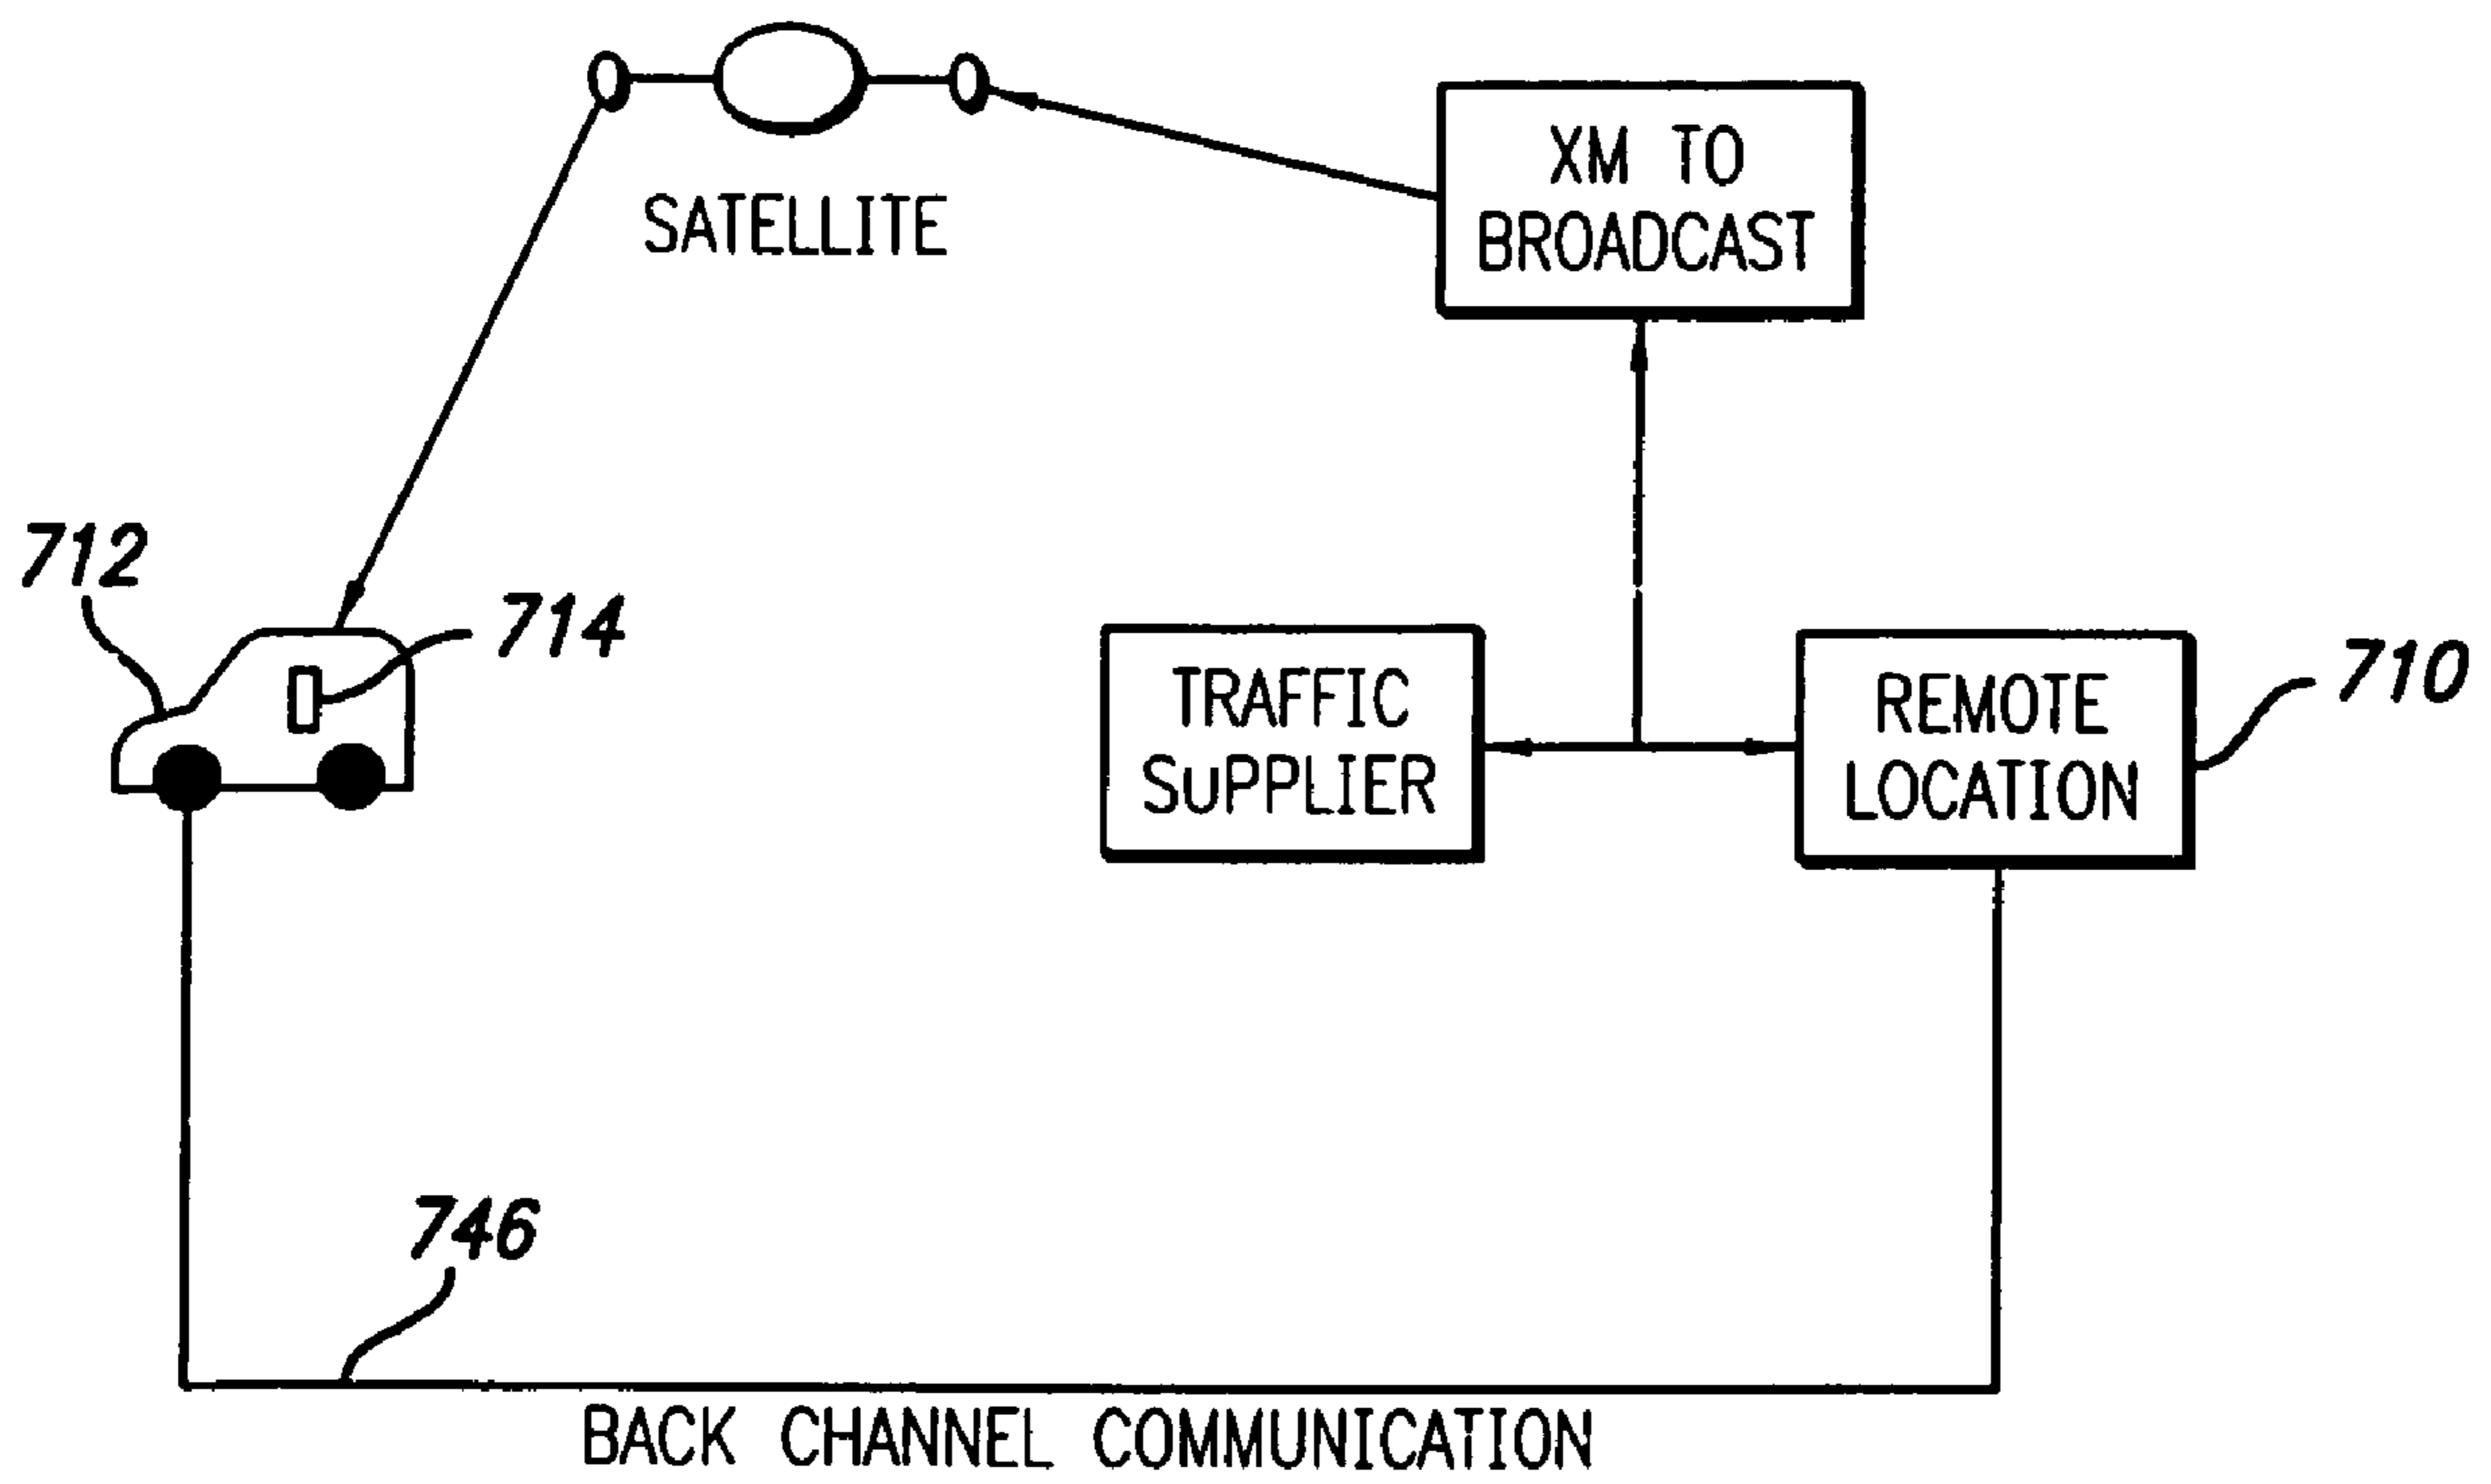 XM TO
BROADCAST
SATELLITE
712
714
TRAFFIC
SuPPLIER
REMOTE
LOCATION
710
746
BACK CHANNEL COMMUNICATION